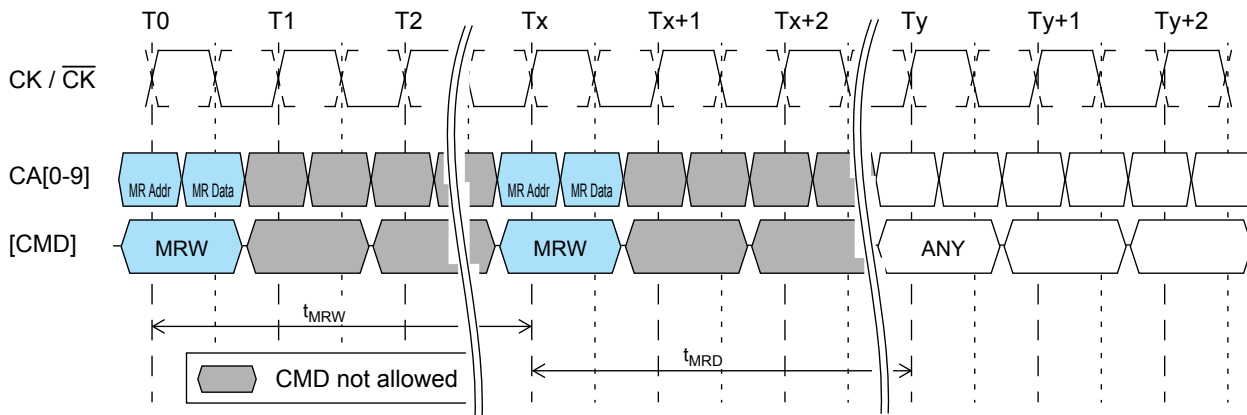 T0 T1 T2 Tx Tx+1 Tx+2 Ty Ty+1 Ty+2
CK / CK
CA[0-9] MR Addr MR Data MR Addr MR Data
[CMD] MRW MRW ANY
tMRW
tMRD
CMD not allowed